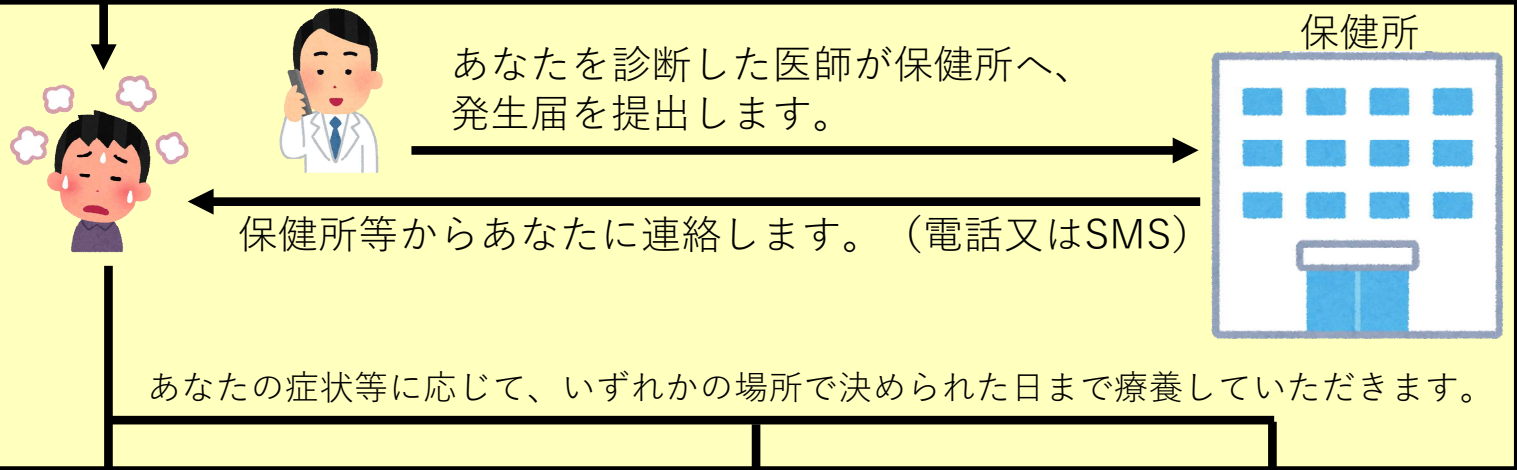 保健所
あなたを診断した医師が保健所へ、
発生届を提出します。
保健所等からあなたに連絡します。（電話又はSMS）
あなたの症状等に応じて、いずれかの場所で決められた日まで療養していただきます。